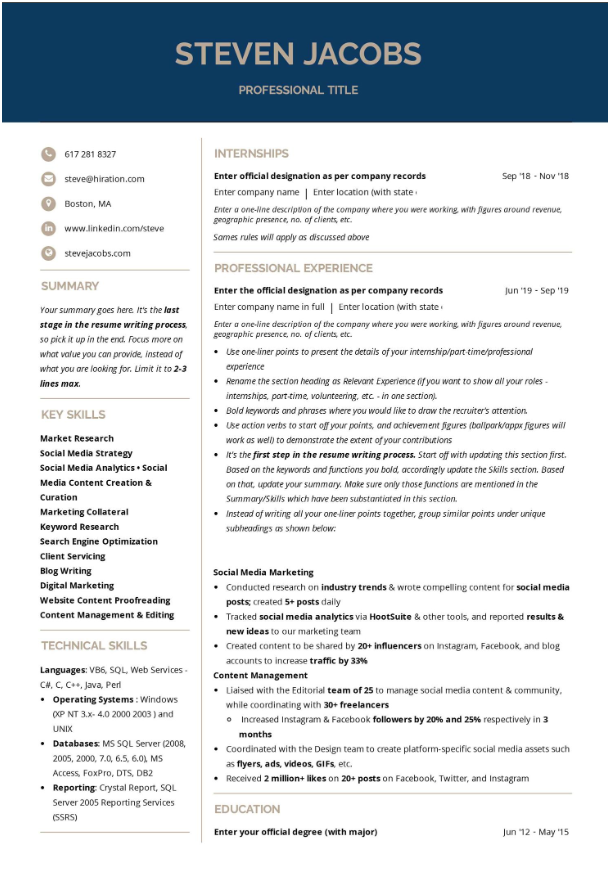 STEVEN JACOBS
PROFESSIONAL TITLE
617 281 8327
steve@hiration.com
Boston, MA
www.linkedin.com/steve
stevejacobs.com
SUMMARY
Your summary goes here. It's the last
stage in the resume writing process,
so pick it up in the end. Focus more on
what value you can provide, instead of
what you are looking for. Limit it to 2-3
lines max.
KEY SKILLS
Market Research
Social Media Strategy
Social Media Analytics • Social
Media Content Creation &
Curation
Marketing Collateral
Keyword Research
Search Engine Optimization
Client Servicing
Blog Writing
Digital Marketing
Website Content Proofreading
Content Management & Editing
TECHNICAL SKILLS
Languages: VB6, SQL, Web Services -
C#, C, C++, Java, Perl
• Operating Systems : Windows
(XP NT 3.x- 4.0 2000 2003 ) and
UNIX
• Databases: MS SQL Server (2008,
2005, 2000, 7.0, 6.5, 6.0), MS
Access, FoxPro, DTS, DB2
• Reporting: Crystal Report, SQL
Server 2005 Reporting Services
(SSRS)
INTERNSHIPS
Enter official designation as per company records Sep '18 - Nov '18
Enter company name | Enter location (with state
Enter a one-line description of the company where you were working, with figures around revenue,
geographic presence, no. of clients, etc.
Sames rules will apply as discussed above
PROFESSIONAL EXPERIENCE
Enter the official designation as per company records Jun '19 - Sep '19
Enter company name in full | Enter location (with state
Enter a one-line description of the company where you were working, with figures around revenue,
geographic presence, no. of clients, etc.
• Use one-liner points to present the details of your internship/part-time/professional
experience
• Rename the section heading as Relevant Experience (if you want to show all your roles -
internships, part-time, volunteering, etc. - in one section).
• Bold keywords and phrases where you would like to draw the recruiter's attention.
• Use action verbs to start off your points, and achievement figures (ballpark/appx figures will
work as well) to demonstrate the extent of your contributions
• It's the first step in the resume writing process. Start off with updating this section first.
Based on the keywords and functions you bold, accordingly update the Skills section. Based
on that, update your summary. Make sure only those functions are mentioned in the
Summary/Skills which have been substantiated in this section.
• Instead of writing all your one-liner points together, group similar points under unique
subheadings as shown below:
Social Media Marketing
• Conducted research on industry trends & wrote compelling content for social media
posts; created 5+ posts daily
• Tracked social media analytics via HootSuite & other tools, and reported results &
new ideas to our marketing team
• Created content to be shared by 20+ influencers on Instagram, Facebook, and blog
accounts to increase traffic by 33%
Content Management
• Liaised with the Editorial team of 25 to manage social media content & community,
while coordinating with 30+ freelancers
○ Increased Instagram & Facebook followers by 20% and 25% respectively in 3
months
• Coordinated with the Design team to create platform-specific social media assets such
as flyers, ads, videos, GIFs, etc.
• Received 2 million+ likes on 20+ posts on Facebook, Twitter, and Instagram
EDUCATION
Enter your official degree (with major) Jun '12 - May '15